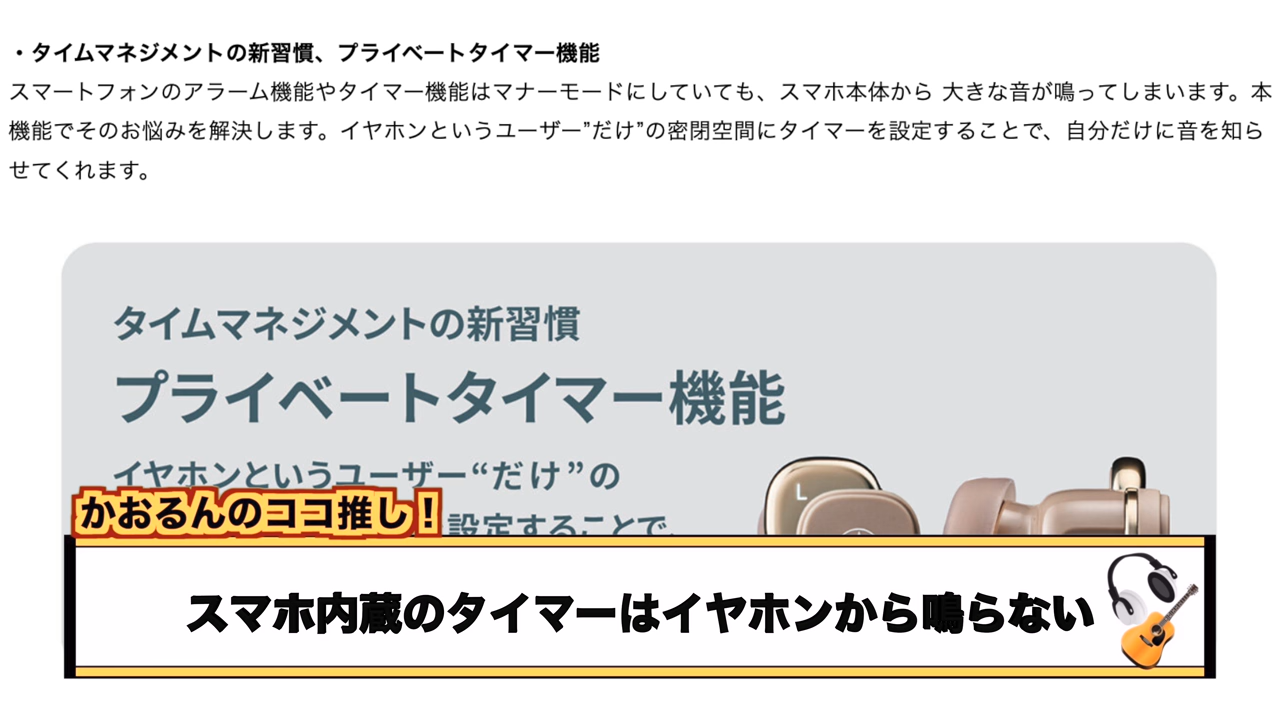 ・タイムマネジメントの新習慣、プライベートタイマー機能
スマートフォンのアラーム機能やタイマー機能はマナーモードにしていても、スマホ本体から 大きな音が鳴ってしまいます。本
機能でそのお悩みを解決します。イヤホンというユーザー”だけ”の密閉空間にタイマーを設定することで、自分だけに音を知ら
せてくれます。
タイムマネジメントの新習慣
プライベートタイマー機能
イヤホンというユーザー“だけ”の
設定することで、
L
かおるんのココ推し！
スマホ内蔵のタイマーはイヤホンから鳴らない